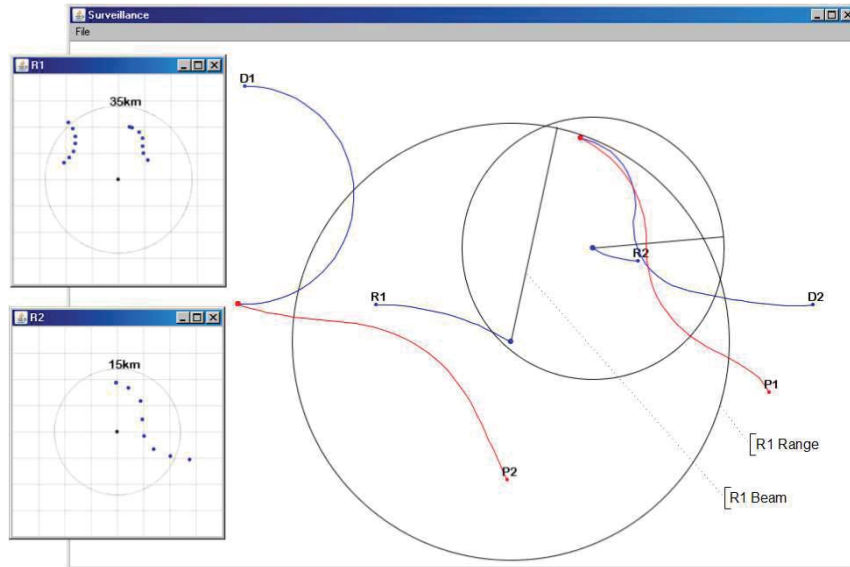 Surveillance
File
R1
35km
R2
15km
D1
R1
R2
D2
P1
P2
R1 Range
R1 Beam